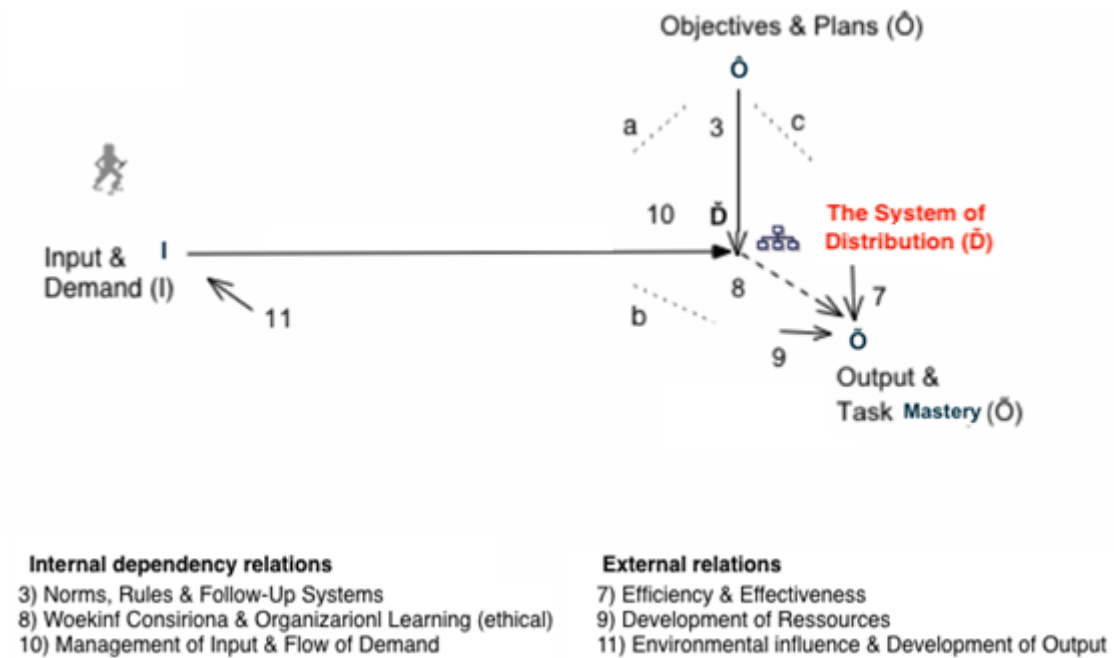 Objectives & Plans (Ô)
Ô
a
3
c
10
Ď
The System of
Distribution (Ď)
Input &
I
Demand (I)
11
8
7
b
9
Õ
Output &
Task Mastery (Õ)
Internal dependency relations
3) Norms, Rules & Follow-Up Systems
8) Woekinf Consiriona & Organizarionl Learning (ethical)
10) Management of Input & Flow of Demand
External relations
7) Efficiency & Effectiveness
9) Development of Ressources
11) Environmental influence & Development of Output